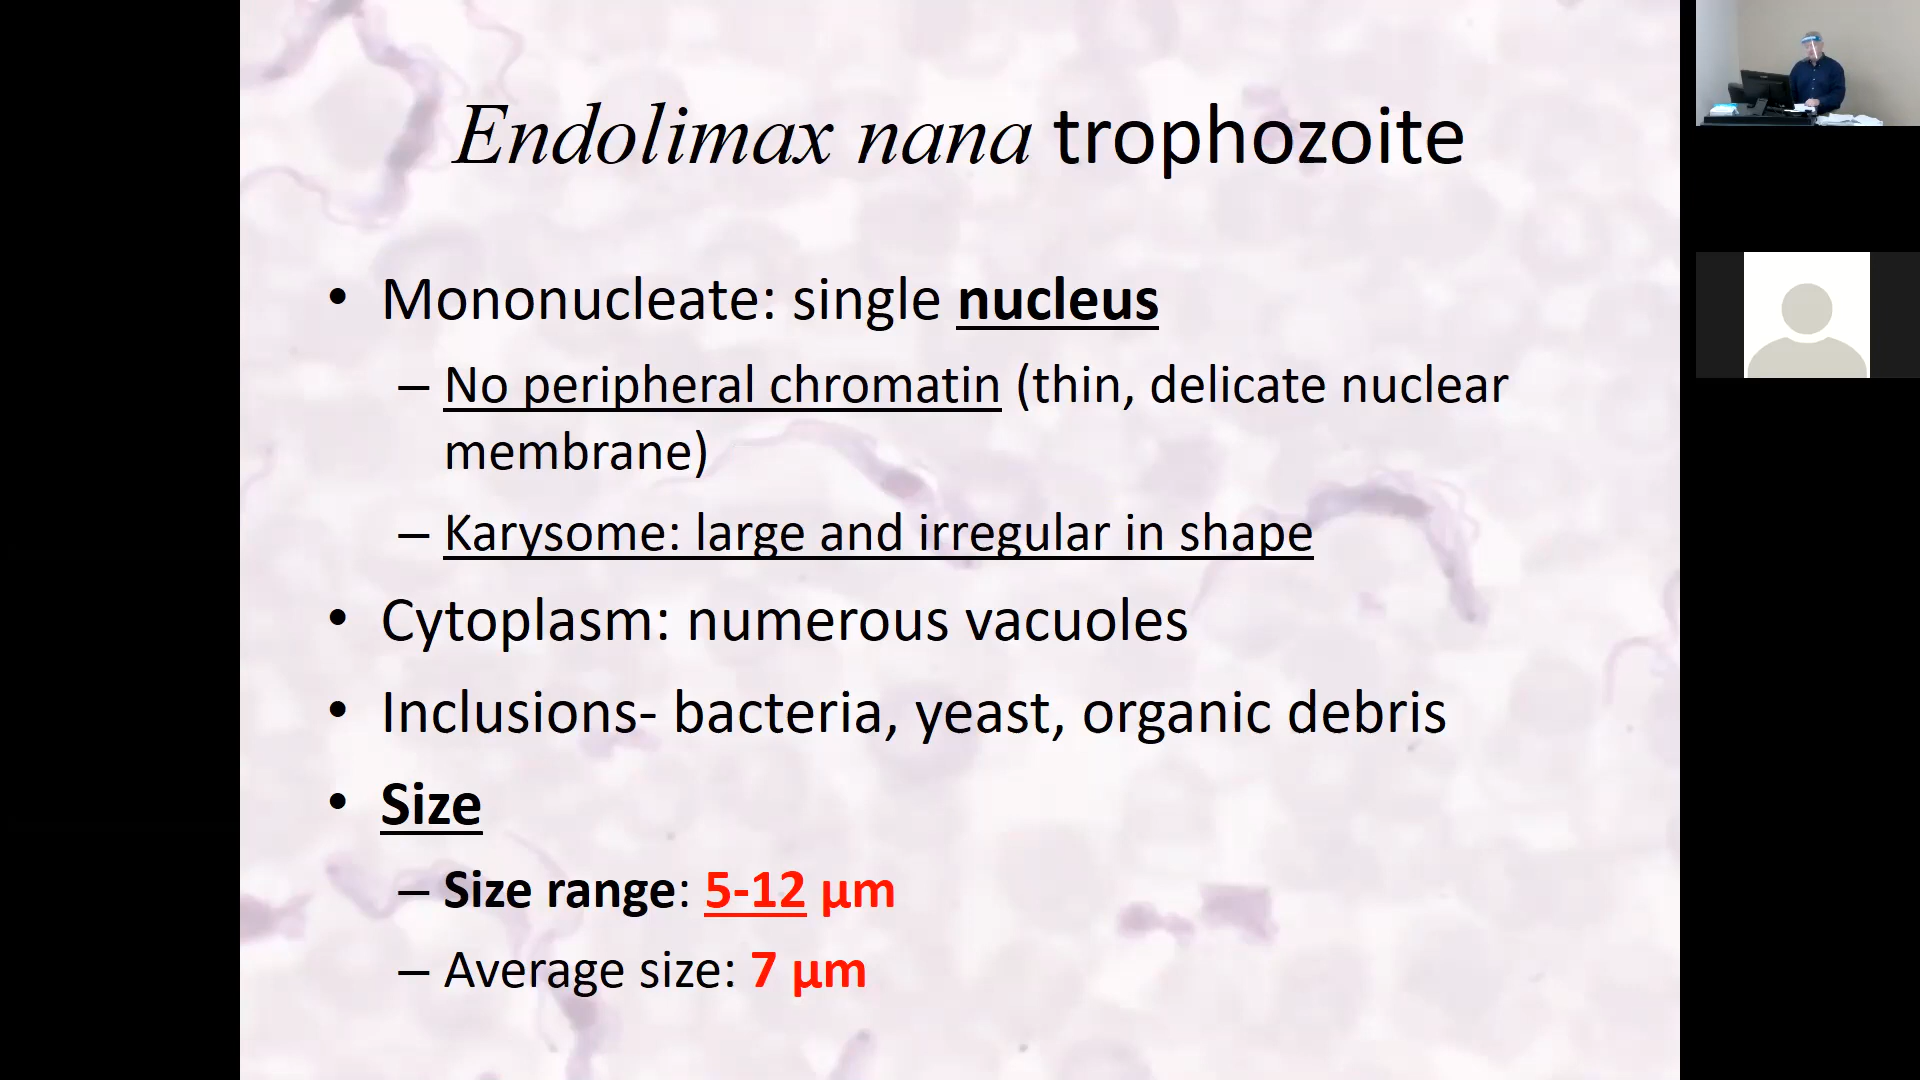 Endolimax nana trophozoite
• Mononucleate: single nucleus
– No peripheral chromatin (thin, delicate nuclear
membrane)
– Karysome: large and irregular in shape
• Cytoplasm: numerous vacuoles
• Inclusions- bacteria, yeast, organic debris
• Size
– Size range: 5-12 µm
– Average size: 7 µm